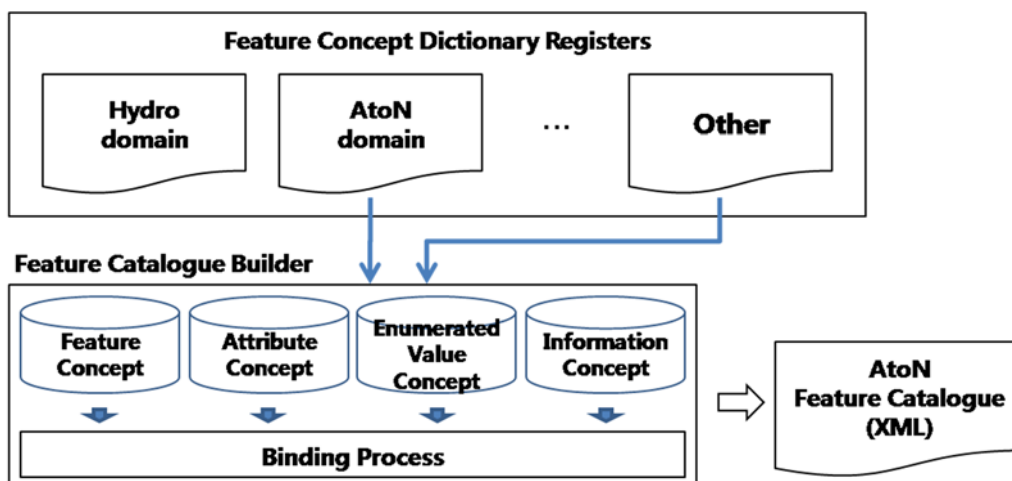 Feature Concept Dictionary Registers
Hydro
domain
AtoN
domain
...
Other
Feature Catalogue Builder
Feature
Concept
Attribute
Concept
Enumerated
Value
Concept
Information
Concept
Binding Process
AtoN
Feature Catalogue
(XML)